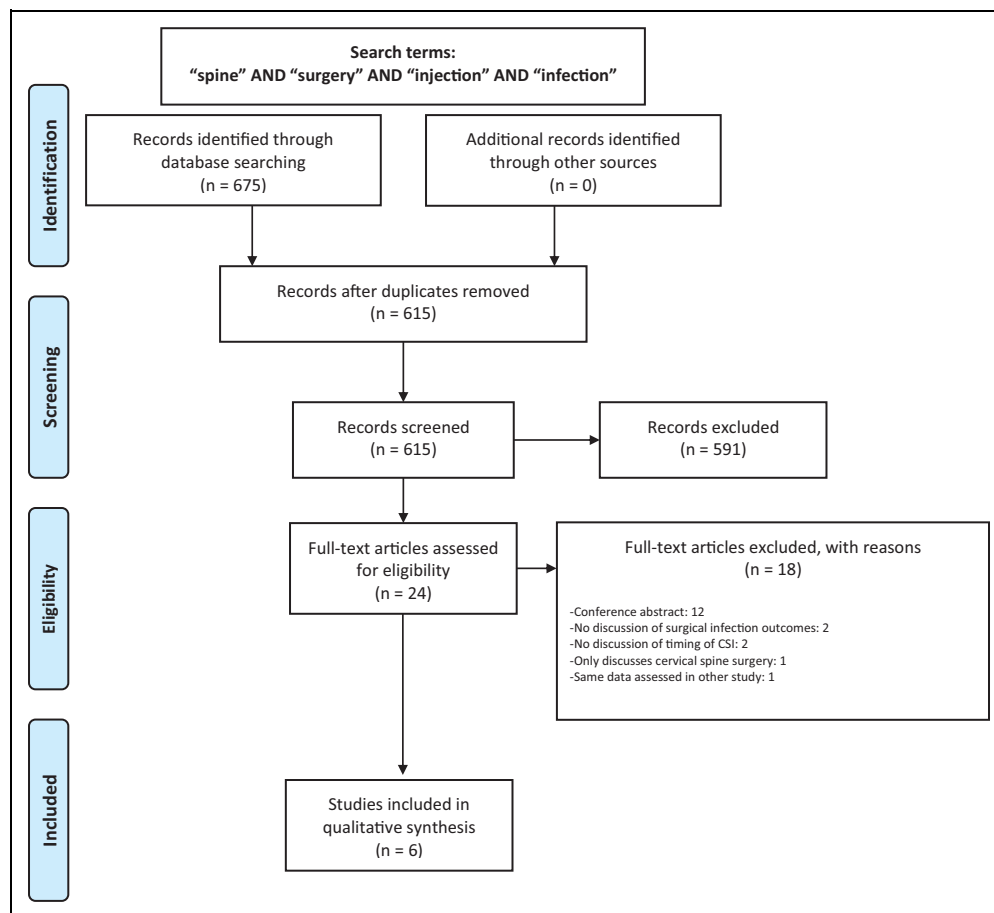 Search terms:
“spine” AND “surgery” AND “injection” AND “infection”
Identification
Records identified through
database searching
(n = 675)
Additional records identified
through other sources
(n = 0)
Records after duplicates removed
(n = 615)
Screening
Records screened
(n = 615)
Records excluded
(n = 591)
Eligibility
Full-text articles assessed
for eligibility
(n = 24)
Full-text articles excluded, with reasons
(n = 18)
-Conference abstract: 12
-No discussion of surgical infection outcomes: 2
-No discussion of timing of CSI: 2
-Only discusses cervical spine surgery: 1
-Same data assessed in other study: 1
Included
Studies included in
qualitative synthesis
(n = 6)